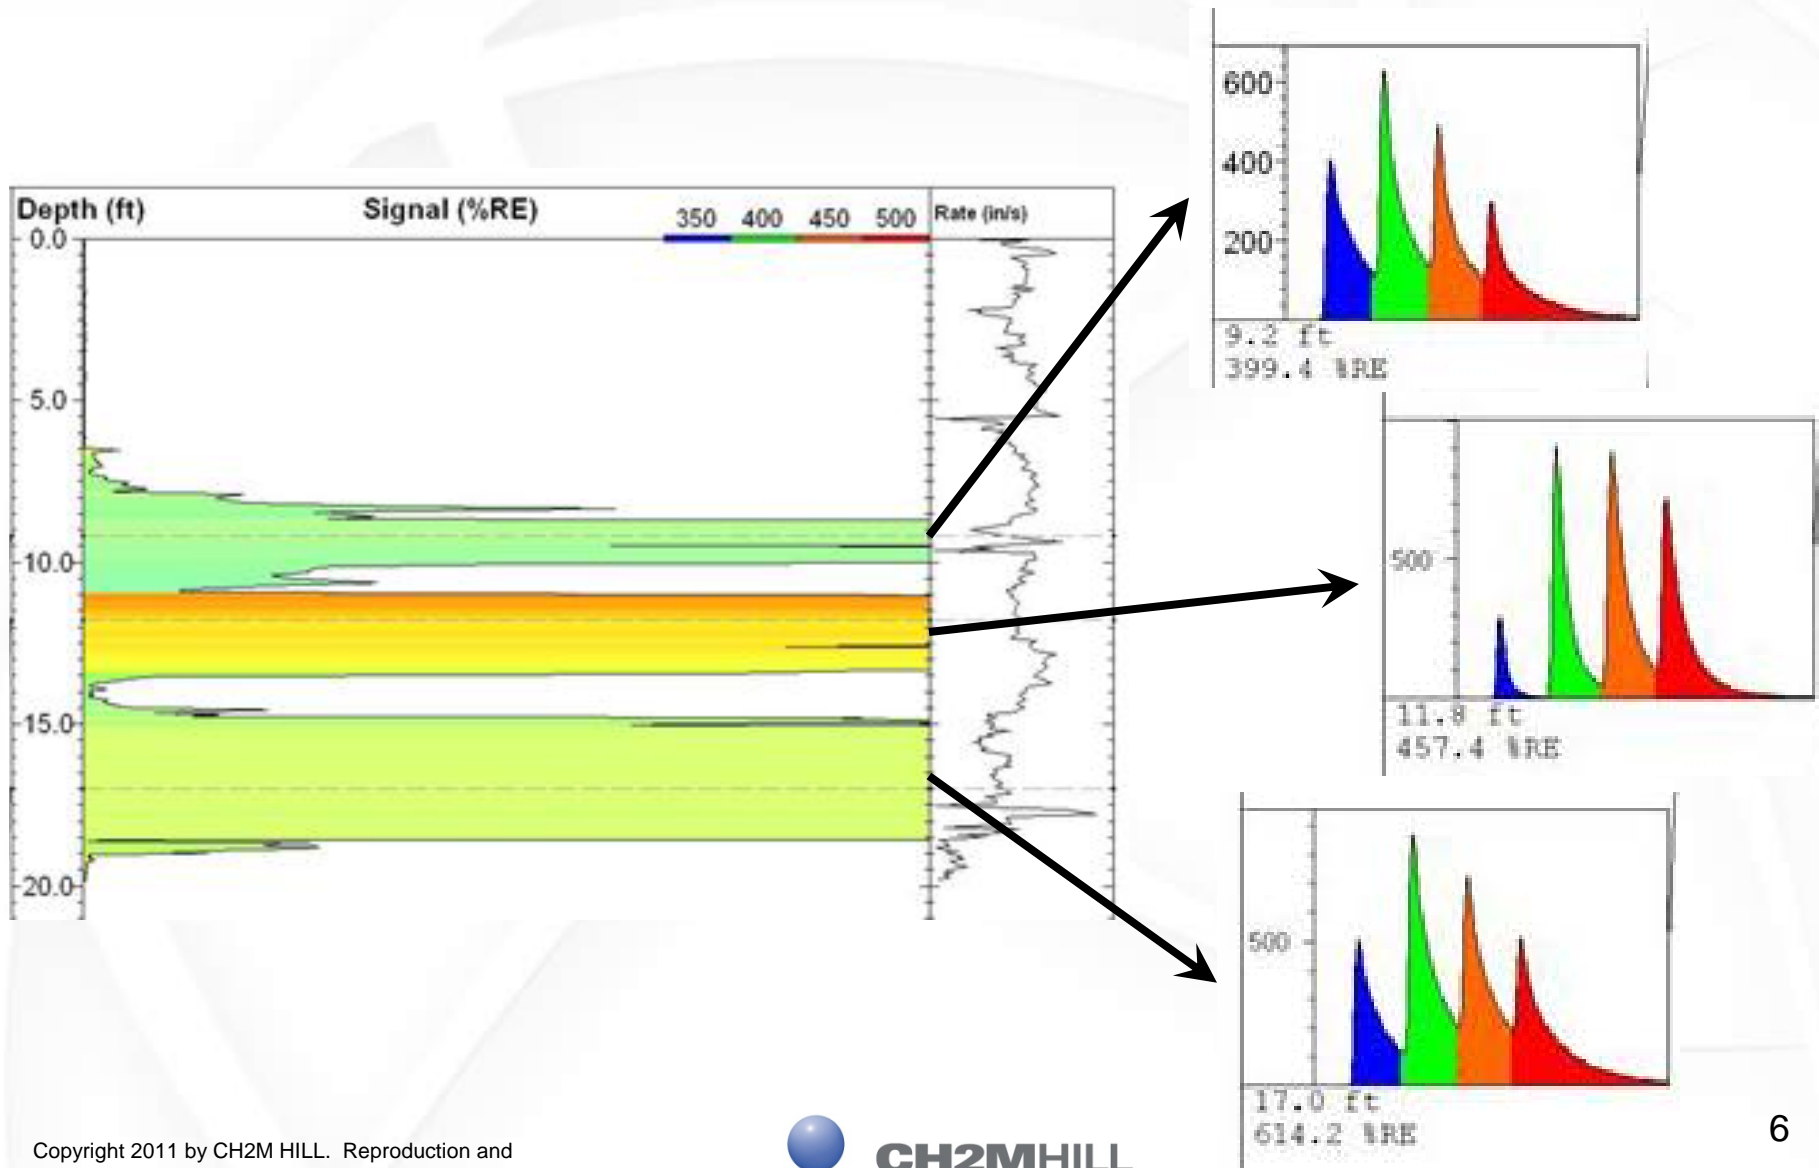 Depth (ft)
Signal (%RE)
350 400 450 500
Rate (in/s)
0.0
5.0
10.0
15.0
20.0
600
400
200
9.2 ft
399.4 %RE
500
11.8 ft
457.4 %RE
500
17.0 ft
614.2 %RE
Copyright 2011 by CH2M HILL. Reproduction and
CH2MHILL
6